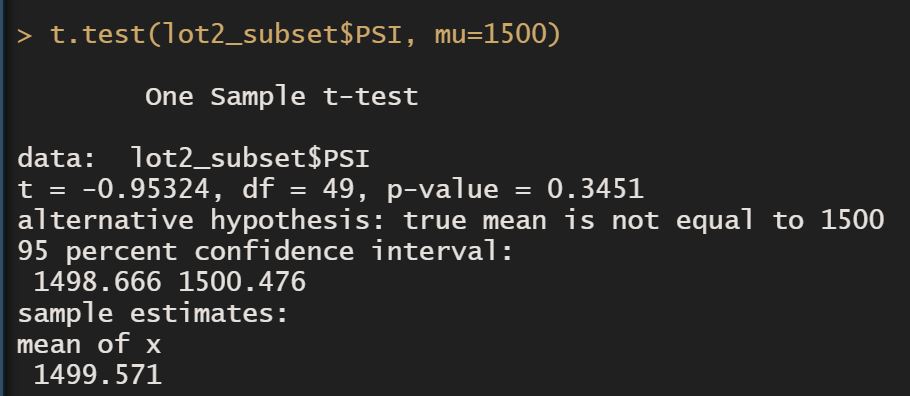 > t.test(lot2_subset$PSI, mu=1500)
One Sample t-test
data:  lot2_subset$PSI
t = -0.95324, df = 49, p-value = 0.3451
alternative hypothesis: true mean is not equal to 1500
95 percent confidence interval:
 1498.666 1500.476
sample estimates:
mean of x
 1499.571